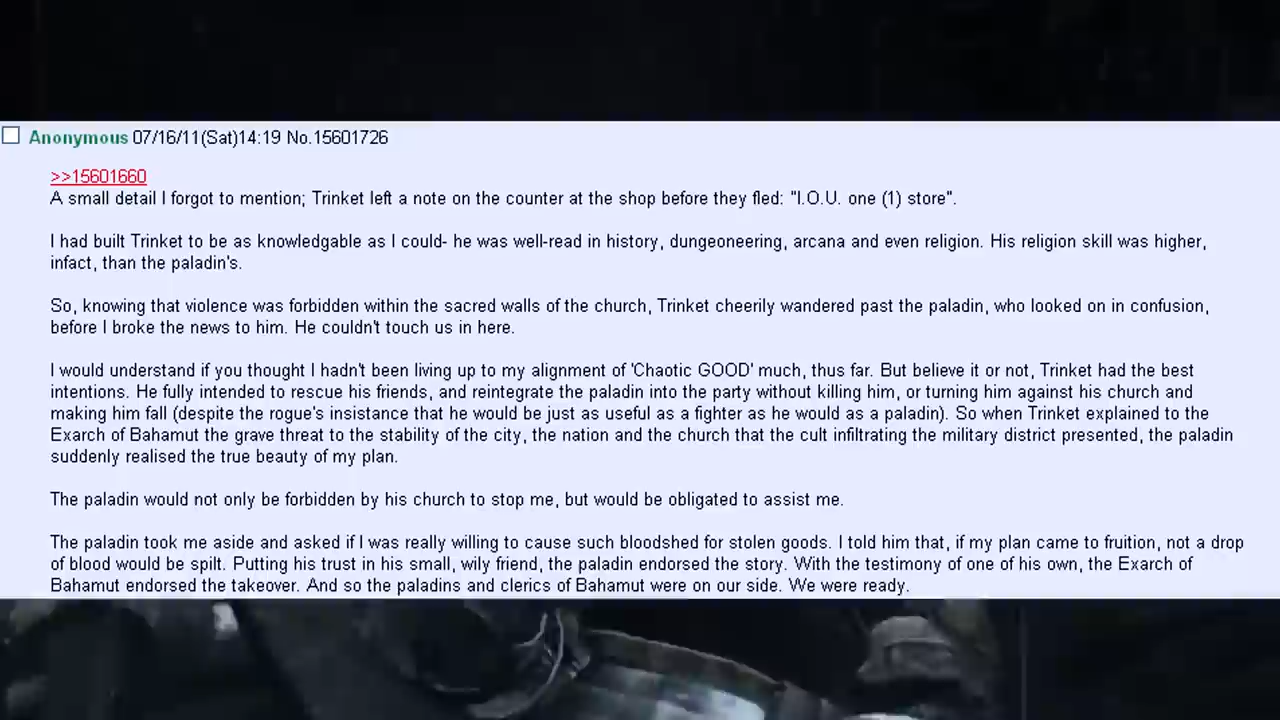 Anonymous 07/16/11(Sat)14:19 No.15601726
>>15601660
A small detail I forgot to mention; Trinket left a note on the counter at the shop before they fled: "I.O.U. one (1) store".
I had built Trinket to be as knowledgable as I could- he was well-read in history, dungeoneering, arcana and even religion. His religion skill was higher,
infact, than the paladin's.
So, knowing that violence was forbidden within the sacred walls of the church, Trinket cheerily wandered past the paladin, who looked on in confusion,
before I broke the news to him. He couldn't touch us in here.
I would understand if you thought I hadn't been living up to my alignment of 'Chaotic GOOD' much, thus far. But believe it or not, Trinket had the best
intentions. He fully intended to rescue his friends, and reintegrate the paladin into the party without killing him, or turning him against his church and
making him fall (despite the rogue's insistance that he would be just as useful as a fighter as he would as a paladin). So when Trinket explained to the
Exarch of Bahamut the grave threat to the stability of the city, the nation and the church that the cult infiltrating the military district presented, the paladin
suddenly realised the true beauty of my plan.
The paladin would not only be forbidden by his church to stop me, but would be obligated to assist me.
The paladin took me aside and asked if I was really willing to cause such bloodshed for stolen goods. I told him that, if my plan came to fruition, not a drop
of blood would be spilt. Putting his trust in his small, wily friend, the paladin endorsed the story. With the testimony of one of his own, the Exarch of
Bahamut endorsed the takeover. And so the paladins and clerics of Bahamut were on our side. We were ready.